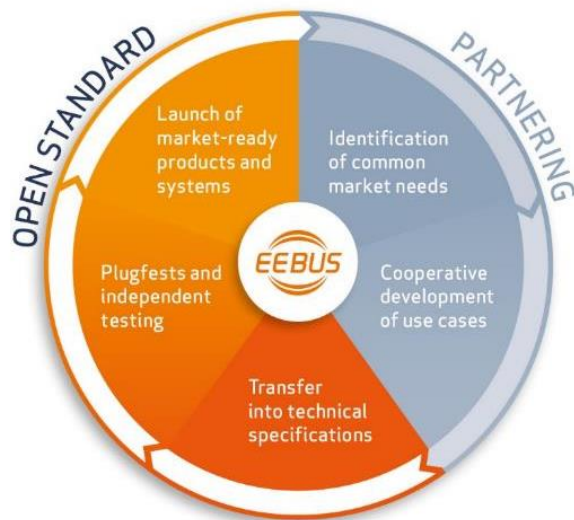 OPEN STANDARD
PARTNERING
Launch of
market-ready
products and
systems
Identification
of common
market needs
EEBUS
Plugfests and
independent
testing
Cooperative
development
of use cases
Transfer
into technical
specifications